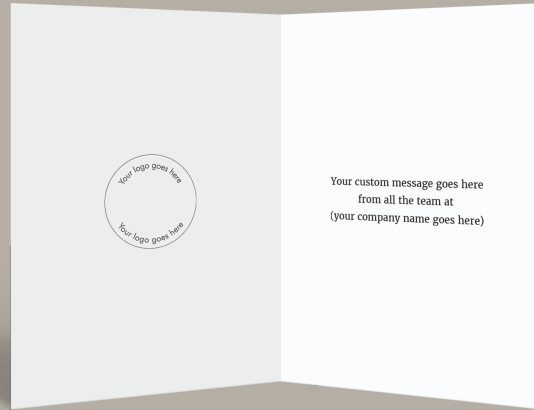 Your logo goes here
Your logo goes here
Your custom message goes here
from all the team at
(your company name goes here)